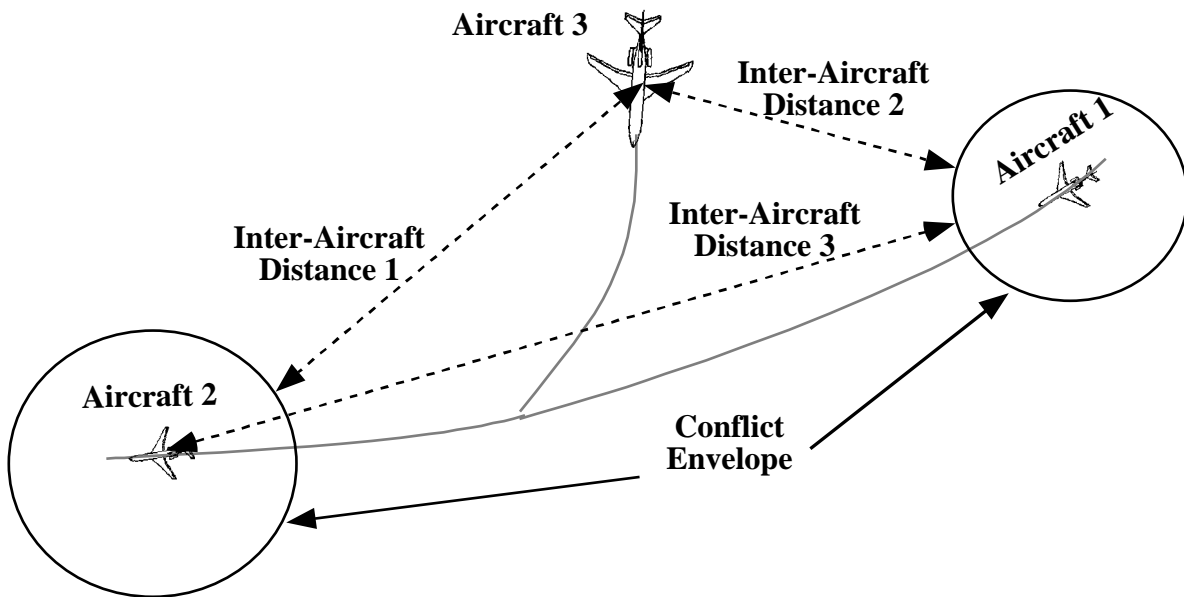 Aircraft 3
Inter-Aircraft
Distance 2
Aircraft 1
Inter-Aircraft
Distance 3
Inter-Aircraft
Distance 1
Aircraft 2
Conflict
Envelope